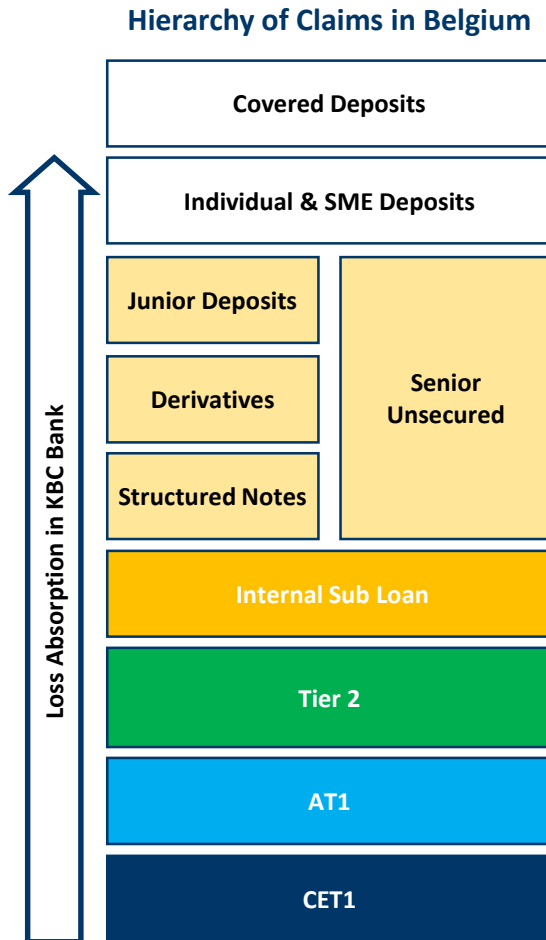 Hierarchy of Claims in Belgium
Covered Deposits
Individual & SME Deposits
Junior Deposits
Derivatives
Structured Notes
Senior
Unsecured
Internal Sub Loan
Tier 2
AT1
CET1
Loss Absorption in KBC Bank